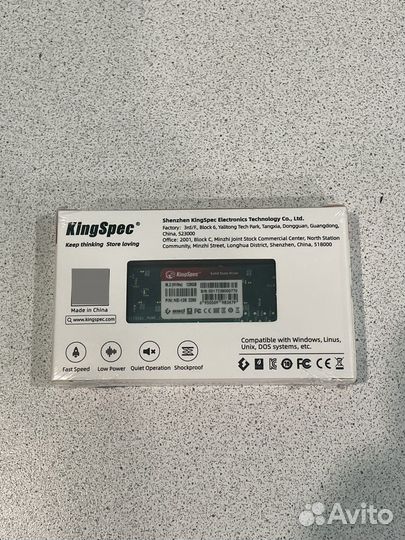 KingSpec®
Keep thinking Store loving
Shenzhen KingSpec Electronics Technology Co., Ltd.
Factory: 3rd/F, Block 6, Yalitong Tech Park, Tangxia, Dongguan, Guangdong, China, 523000
Office: 2001, Block C, Minzhi Joint Stock Commercial Center, North Station Community, Minzhi Street, Longhua District, Shenzhen, China, 518000
Made in China
www.kingspec.com
KingSpec
Solid State Drive
128GB
Fast Speed
Low Power
Quiet Operation
Shockproof
Compatible with Windows, Linus,
Unix, DOS systems, etc.
Avito